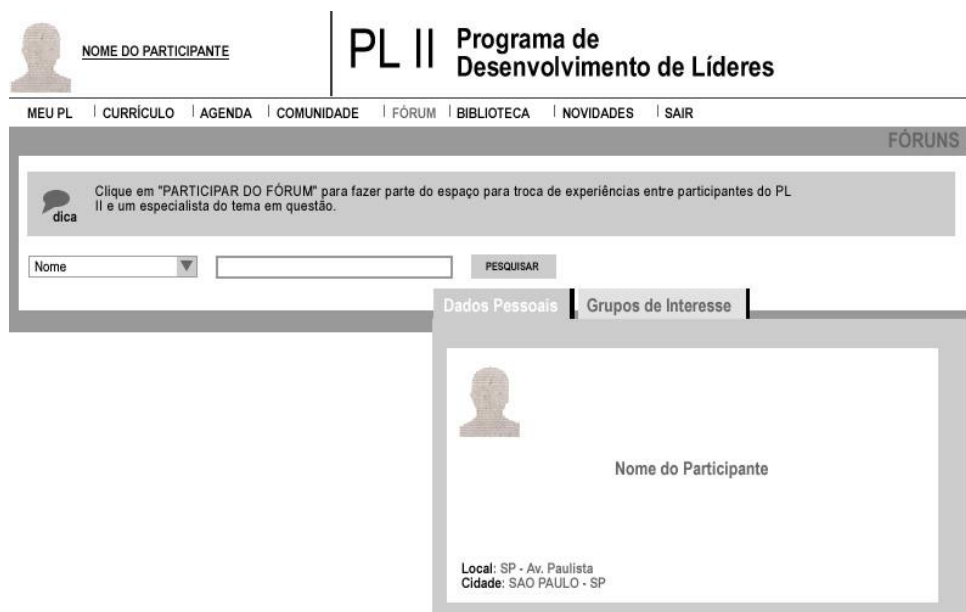 NOME DO PARTICIPANTE
PL II
Programa de
Desenvolvimento de Líderes
MEU PL | CURRÍCULO | AGENDA | COMUNIDADE | FÓRUM | BIBLIOTECA | NOVIDADES | SAIR
FÓRUNS
dica
Clique em "PARTICIPAR DO FÓRUM" para fazer parte do espaço para troca de experiências entre participantes do PL
II e um especialista do tema em questão.
Nome
PESQUISAR
Dados Pessoais
Grupos de Interesse
Nome do Participante
Local: SP - Av. Paulista
Cidade: SAO PAULO - SP